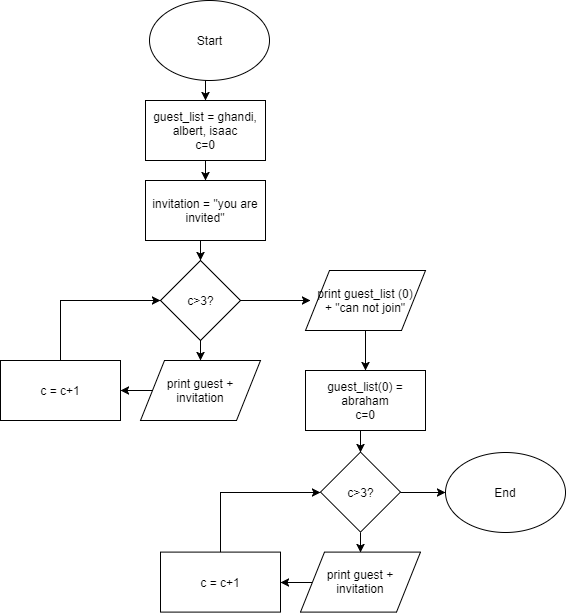 Start
guest_list = ghandi,
albert, isaac
c=0
invitation = "you are
invited"
c>3?
print guest_list (0)
+ "can not join"
c = c+1
print guest +
invitation
guest_list(0) =
abraham
c=0
c>3?
End
c = c+1
print guest +
invitation